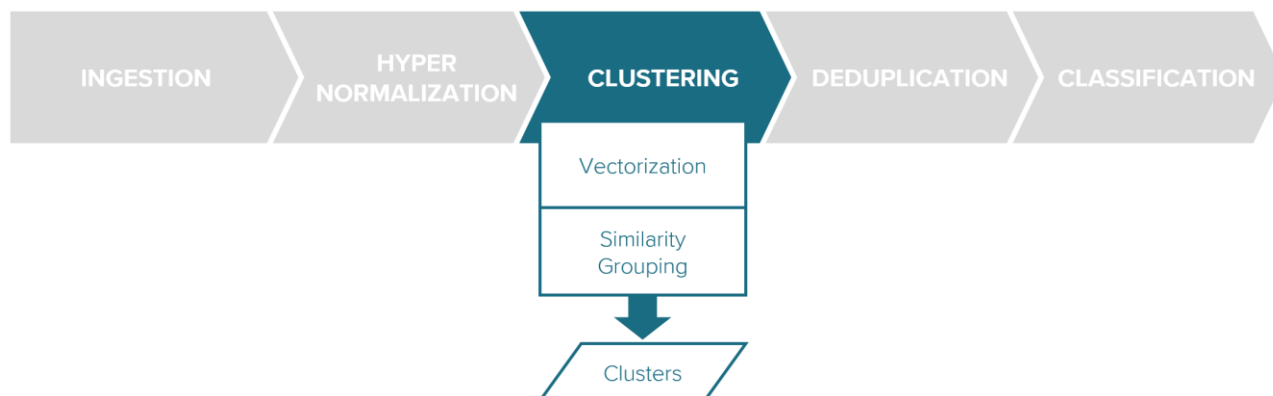 INGESTION
HYPER
NORMALIZATION
CLUSTERING
DEDUPLICATION
CLASSIFICATION
Vectorization
Similarity
Grouping
Clusters